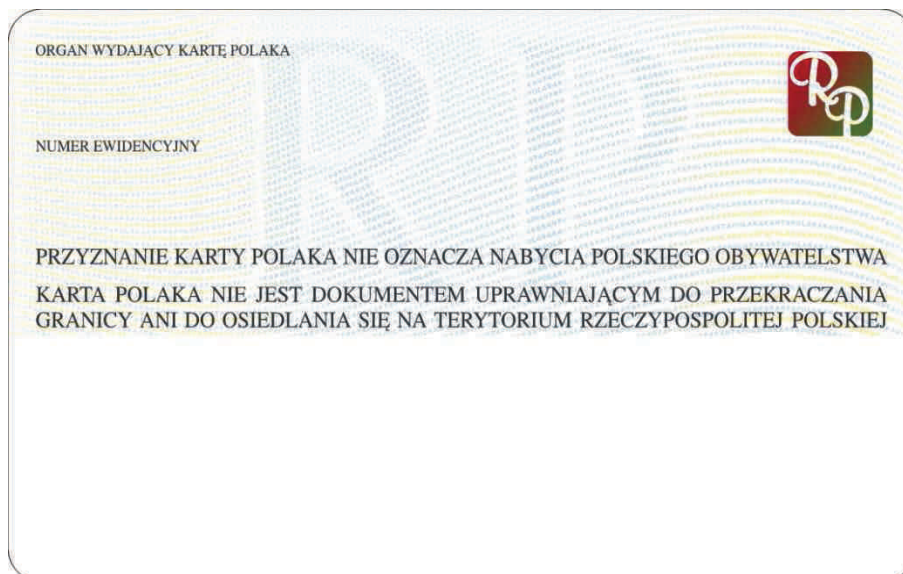 ORGAN WYDAJĄCY KARTĘ POLAKA
RP
NUMER EWIDENCYJNY
PRZYZNANIE KARTY POLAKA NIE OZNACZA NABYCIA POLSKIEGO OBYWATELSTWA
KARTA POLAKA NIE JEST DOKUMENTEM UPRAWNIAJĄCYM DO PRZEKRACZANIA
GRANICY ANI DO OSIEDLANIA SIĘ NA TERYTORIUM RZECZYPOSPOLITEJ POLSKIEJ
RP